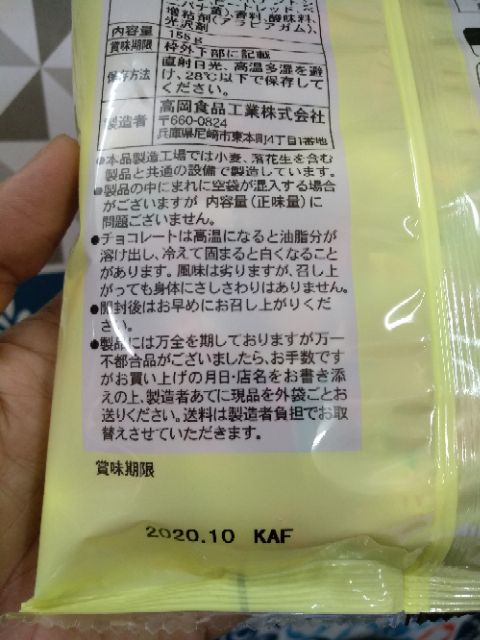 増粘剤(アラビアガム)、香料、酸味料、
光沢剤
内容量
155g
賞味期限
枠外下部に記載
保存方法
直射日光、高温多湿を避
け、28℃以下で保存して
ください。
製造者
高岡食品工業株式会社
〒660-0824
兵庫県尼崎市東本町4丁目1番地
●本品製造工場では小麦、落花生を含む
製品と共通の設備で製造しています。
●製品の中にまれに空袋が混入する場合
がございますが 内容量(正味量)に
問題ございません。
●チョコレートは高温になると油脂分が
溶け出し、冷えて固まると白くなること
があります。風味は劣りますが、召し上
がっても身体にさしさわりはありません。
●開封後はお早めにお召し上がりくだ
さい。
●製品には万全を期しておりますが万一
不都合品がございましたら、お手数です
がお買い上げの月日・店名をお書き添
えの上、製造者あてに現品を外袋ごとお
送りください。送料は製造者負担でお取
替えさせていただきます。
賞味期限
2020.10 KAF